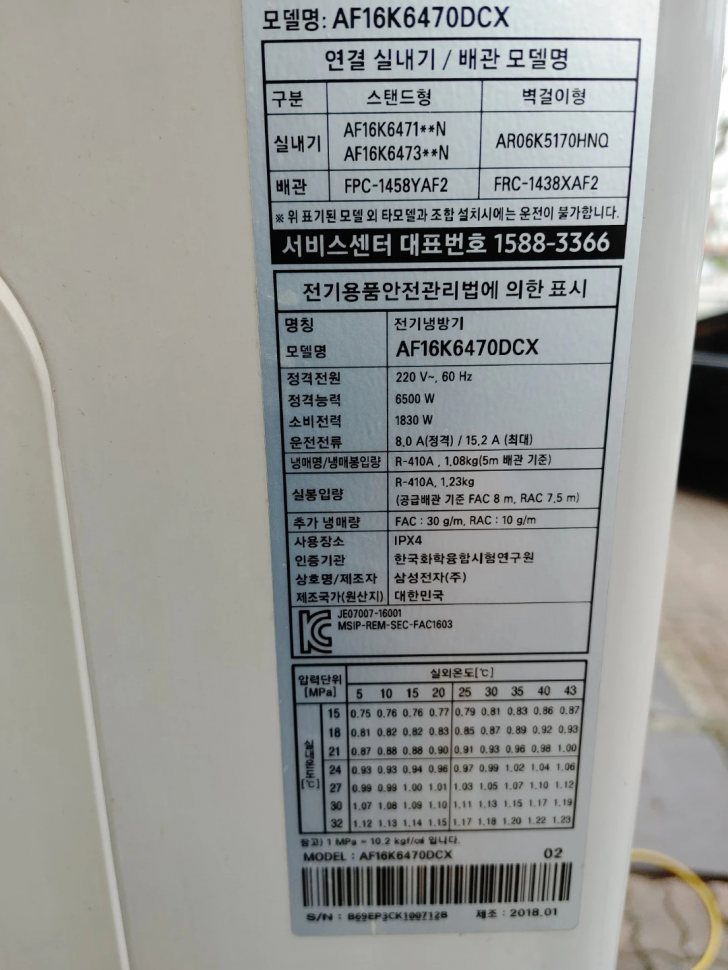 모델명: AF16K6470DCX
연결 실내기 / 배관 모델명
구분 스탠드형 벽걸이형
실내기 AF16K6471**N AF16K6473**N AR06K5170HNQ
배관 FPC-1458YAF2 FRC-1438XAF2
※ 위 표기된 모델 외 타모델과 조합 설치시에는 운전이 불가합니다.
서비스센터 대표번호 1588-3366
전기용품안전관리법에 의한 표시
명칭 전기냉방기
모델명 AF16K6470DCX
정격전원 220 V~, 60 Hz
정격능력 6500 W
소비전력 1830 W
운전전류 8.0 A(정격) / 15.2 A (최대)
냉매명/냉매봉입량 R-410A , 1.08kg(5m 배관 기준)
실봉입량 R-410A, 1.23kg
(공급배관 기준 FAC 8 m, RAC 7.5 m)
추가 냉매량 FAC : 30 g/m, RAC : 10 g/m
사용장소 IPX4
인증기관 한국화학융합시험연구원
상호명/제조자 삼성전자(주)
제조국가(원산지) 대한민국
JE07007-16001
MSIP-REM-SEC-FAC1603
압력단위 [MPa] 실외온도[℃]
5 10 15 20 25 30 35 40 43
실내온도[℃]
15 0.75 0.76 0.76 0.77 0.79 0.81 0.83 0.86 0.87
18 0.81 0.82 0.82 0.83 0.85 0.87 0.89 0.92 0.93
21 0.87 0.88 0.88 0.90 0.91 0.93 0.96 0.98 1.00
24 0.93 0.93 0.94 0.96 0.97 0.99 1.02 1.04 1.06
27 0.99 0.99 1.00 1.01 1.03 1.05 1.07 1.10 1.12
30 1.07 1.08 1.09 1.10 1.11 1.13 1.15 1.17 1.19
32 1.12 1.13 1.14 1.15 1.17 1.18 1.20 1.22 1.23
참고) 1 MPa = 10.2 kgf/㎠ 입니다.
MODEL : AF16K6470DCX 02
S/N : B69EP3CK100712B 제조 : 2018.01